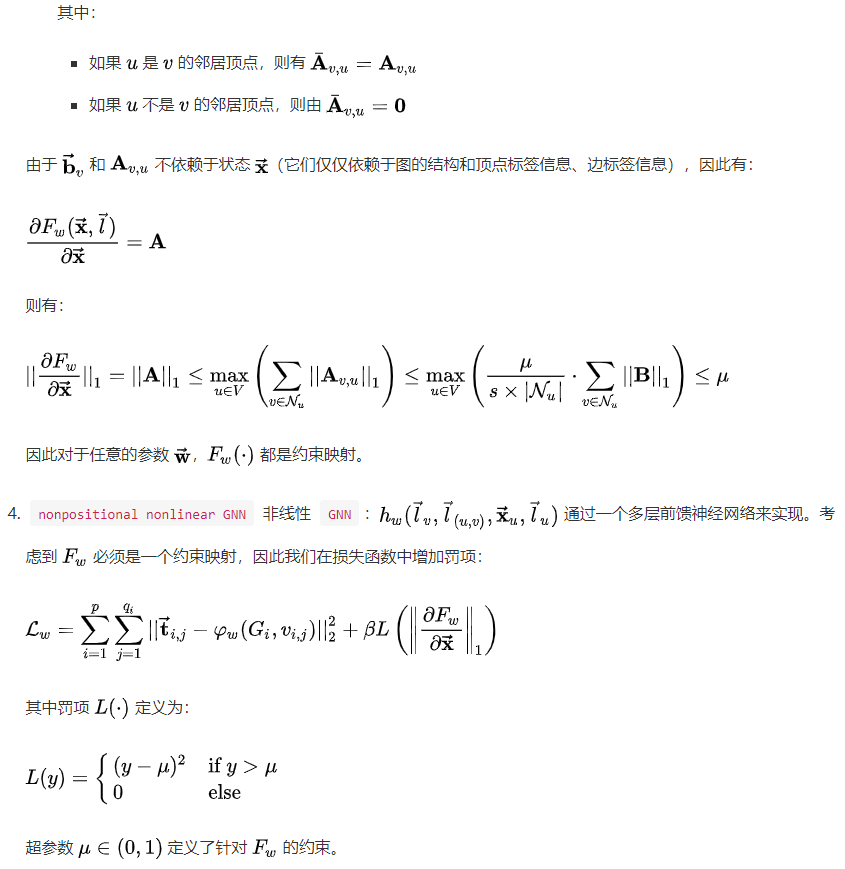 其中：
▪ 如果 $u$ 是 $v$ 的邻居顶点，则有 $\bar{\mathbf{A}}_{v,u} = \mathbf{A}_{v,u}$
▪ 如果 $u$ 不是 $v$ 的邻居顶点，则由 $\bar{\mathbf{A}}_{v,u} = \mathbf{0}$
由于 $\vec{\mathbf{b}}_v$ 和 $\mathbf{A}_{v,u}$ 不依赖于状态 $\vec{\mathbf{x}}$（它们仅仅依赖于图的结构和顶点标签信息、边标签信息），因此有：
$\frac{\partial F_w(\vec{\mathbf{x}}, \vec{l})}{\partial \vec{\mathbf{x}}} = \mathbf{A}$
则有：
$||\frac{\partial F_w}{\partial \vec{\mathbf{x}}}||_1 = ||\mathbf{A}||_1 \leq \max_{u \in V} \left( \sum_{v \in \mathcal{N}_u} ||\mathbf{A}_{v,u}||_1 \right) \leq \max_{u \in V} \left( \frac{\mu}{s \times |\mathcal{N}_u|} \cdot \sum_{v \in \mathcal{N}_u} ||\mathbf{B}||_1 \right) \leq \mu$
因此对于任意的参数 $\vec{\mathbf{w}}$，$F_w(\cdot)$ 都是约束映射。
4. nonpositional nonlinear GNN 非线性 GNN ：$h_w(\vec{l}_v, \vec{l}_{(u,v)}, \vec{\mathbf{x}}_u, \vec{l}_u)$ 通过一个多层前馈神经网络来实现。考
虑到 $F_w$ 必须是一个约束映射，因此我们在损失函数中增加罚项：
$\mathcal{L}_w = \sum_{i=1}^{p} \sum_{j=1}^{q_i} ||\vec{\mathbf{t}}_{i,j} - \varphi_w(G_i, v_{i,j})||_2^2 + \beta L \left( \left\| \frac{\partial F_w}{\partial \vec{\mathbf{x}}} \right\|_1 \right)$
其中罚项 $L(\cdot)$ 定义为：
$L(y) = \begin{cases} (y - \mu)^2 & \text{if } y > \mu \\ 0 & \text{else} \end{cases}$
超参数 $\mu \in (0, 1)$ 定义了针对 $F_w$ 的约束。